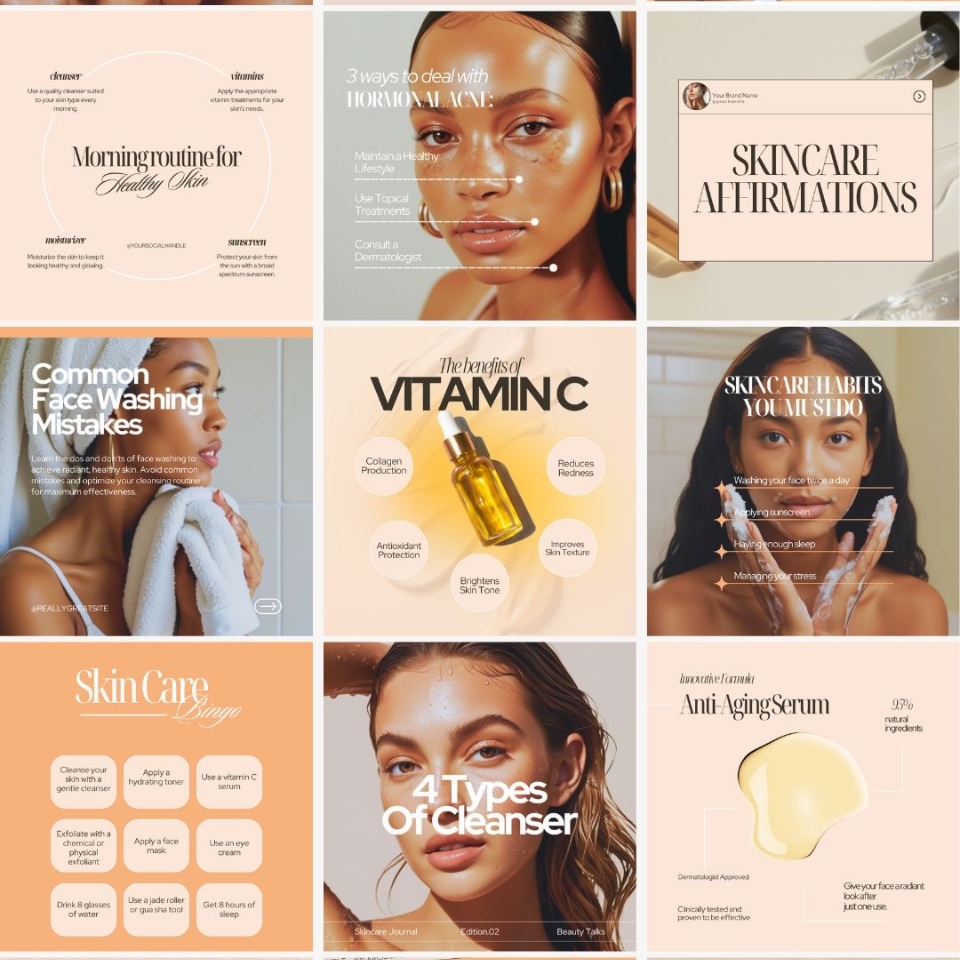 cleanser
Use a quality cleanser suited
to your skin type every
morning.
vitamins
Apply the appropriate
vitamin treatments for your
skin's needs.
Morning routine for
Healthy Skin
moisturizer
Moisturize the skin to keep it
looking healthy and glowing.
@YOURSOCIALHANDLE
sunscreen
Protect your skin from
the sun with a broad
spectrum sunscreen.
3 ways to deal with
HORMONAL ACNE:
Maintain a Healthy
Lifestyle
Use Topical
Treatments
Consult a
Dermatologist
Your Brand Name
@yourhandle
SKINCARE
AFFIRMATIONS
Common
Face Washing
Mistakes
Learn the dos and don'ts of face washing to
achieve radiant, healthy skin. Avoid common
mistakes and optimize your cleansing routine
for maximum effectiveness.
@REALLYGREATSITE
The benefits of
VITAMIN C
Collagen
Production
Reduces
Redness
Antioxidant
Protection
Improves
Skin Texture
Brightens
Skin Tone
SKINCARE HABITS
YOU MUST DO
Washing your face twice a day
Applying sunscreen
Having enough sleep
Managing your stress
Skin Care
Bingo
Cleanse your
skin with a
gentle cleanser
Apply a
hydrating toner
Use a vitamin C
serum
Exfoliate with a
chemical or
physical
exfoliant
Apply a face
mask
Use an eye
cream
Drink 8 glasses
of water
Use a jade roller
or gua sha tool
Get 8 hours of
sleep
4 Types
Of Cleanser
Skincare Journal
Edition.02
Beauty Talks
Innovative Formula
Anti-Aging Serum
95%
natural
ingredients
Dermatologist Approved
Clinically tested and
proven to be effective
Give your face a radiant
look after
just one use.